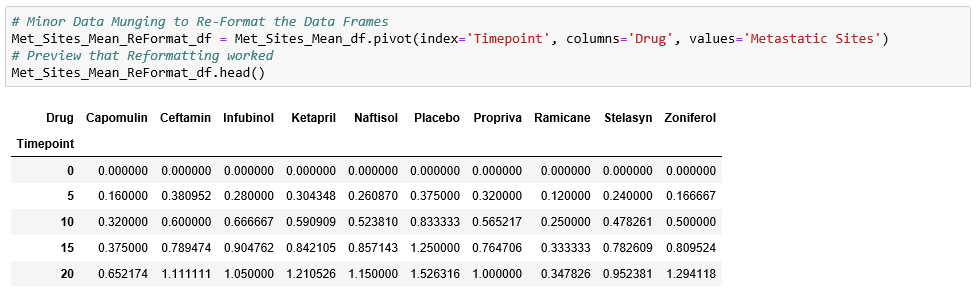 # Minor Data Munging to Re-Format the Data Frames
Met_Sites_Mean_ReFormat_df = Met_Sites_Mean_df.pivot(index='Timepoint', columns='Drug', values='Metastatic Sites')
# Preview that Reformatting worked
Met_Sites_Mean_ReFormat_df.head()
Drug Capomulin Ceftamin Infubinol Ketapril Naftisol Placebo Propriva Ramicane Stelasyn Zoniferol
Timepoint
0 0.000000 0.000000 0.000000 0.000000 0.000000 0.000000 0.000000 0.000000 0.000000 0.000000
5 0.160000 0.380952 0.280000 0.304348 0.260870 0.375000 0.320000 0.120000 0.240000 0.166667
10 0.320000 0.600000 0.666667 0.590909 0.523810 0.833333 0.565217 0.250000 0.478261 0.500000
15 0.375000 0.789474 0.904762 0.842105 0.857143 1.250000 0.764706 0.333333 0.782609 0.809524
20 0.652174 1.111111 1.050000 1.210526 1.150000 1.526316 1.000000 0.347826 0.952381 1.294118